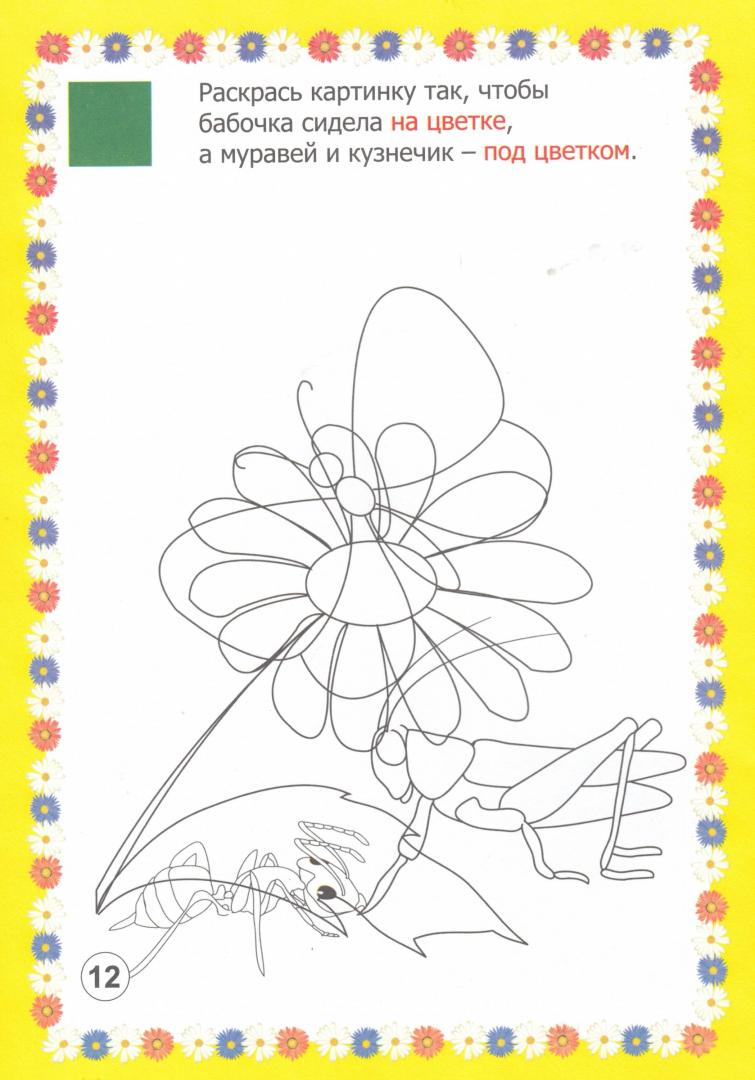 Раскрась картинку так, чтобы
бабочка сидела на цветке,
а муравей и кузнечик – под цветком.
12